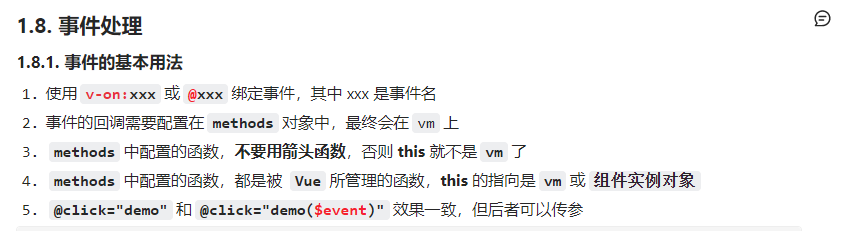 1.8. 事件处理
1.8.1. 事件的基本用法
1. 使用 v-on:xxx 或 @xxx 绑定事件，其中 xxx 是事件名
2. 事件的回调需要配置在 methods 对象中，最终会在 vm 上
3. methods 中配置的函数，不要用箭头函数，否则 this 就不是 vm 了
4. methods 中配置的函数，都是被 Vue 所管理的函数，this 的指向是 vm 或 组件实例对象
5. @click="demo" 和 @click="demo($event)" 效果一致，但后者可以传参